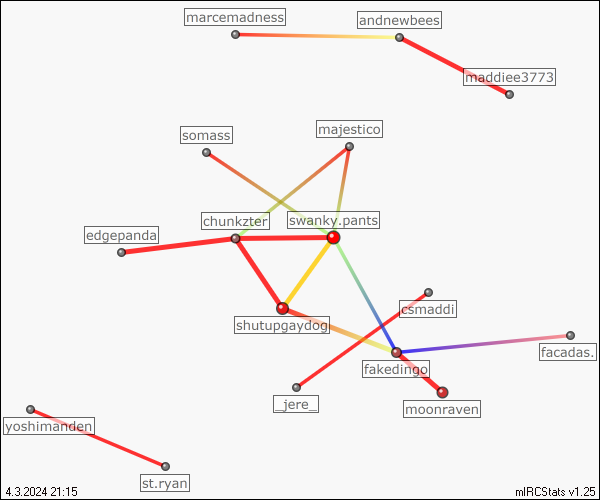 marcemadness
andnewbees
maddiee3773
somass
majestico
chunkzter
swanky.pants
edgepanda
csmaddi
shutupgaydog
fakedingo
facadas.
_jere_
moonraven
yoshimanden
st.ryan
4.3.2024 21:15
mIRCStats v1.25